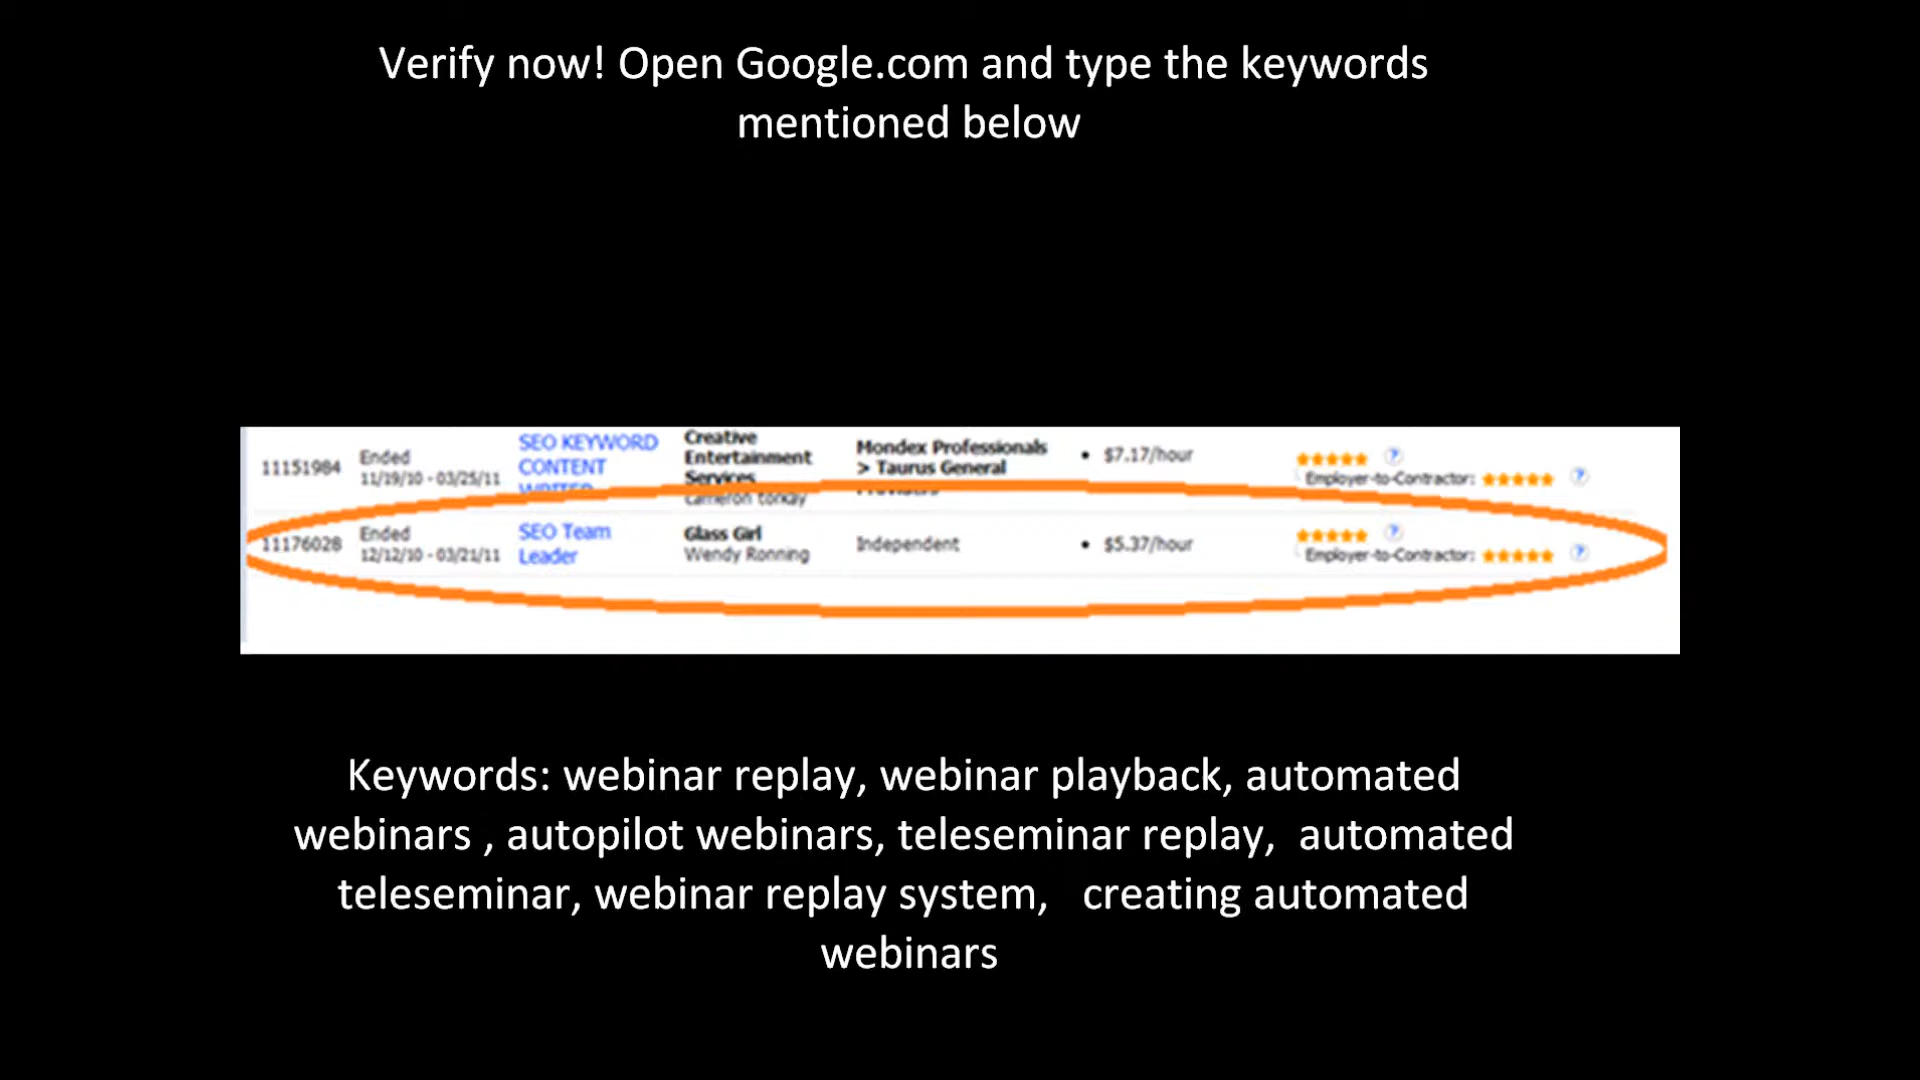 Verify now! Open Google.com and type the keywords
mentioned below
11151984
Ended
11/19/10 - 03/25/11
SEO KEYWORD
CONTENT
WRITER
Creative
Entertainment
Services
Cameron Torkay
Mondex Professionals
> Taurus General
Providers
• $7.17/hour
Employer-to-Contractor:
11176028
Ended
12/12/10 - 03/21/11
SEO Team
Leader
Glass Girl
Wendy Ronning
Independent
• $5.37/hour
Employer-to-Contractor:
Keywords: webinar replay, webinar playback, automated
webinars , autopilot webinars, teleseminar replay,  automated
teleseminar, webinar replay system,   creating automated
webinars